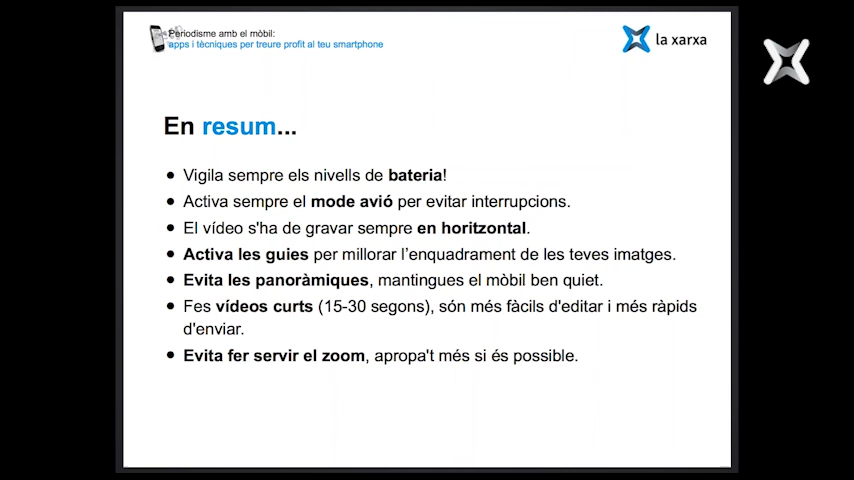 Periodisme amb el mòbil:
apps i tècniques per treure profit al teu smartphone
la xarxa
En resum...
• Vigila sempre els nivells de bateria!
• Activa sempre el mode avió per evitar interrupcions.
• El vídeo s'ha de gravar sempre en horitzontal.
• Activa les guies per millorar l’enquadrament de les teves imatges.
• Evita les panoràmiques, mantingues el mòbil ben quiet.
• Fes vídeos curts (15-30 segons), són més fàcils d'editar i més ràpids
d'enviar.
• Evita fer servir el zoom, apropa't més si és possible.